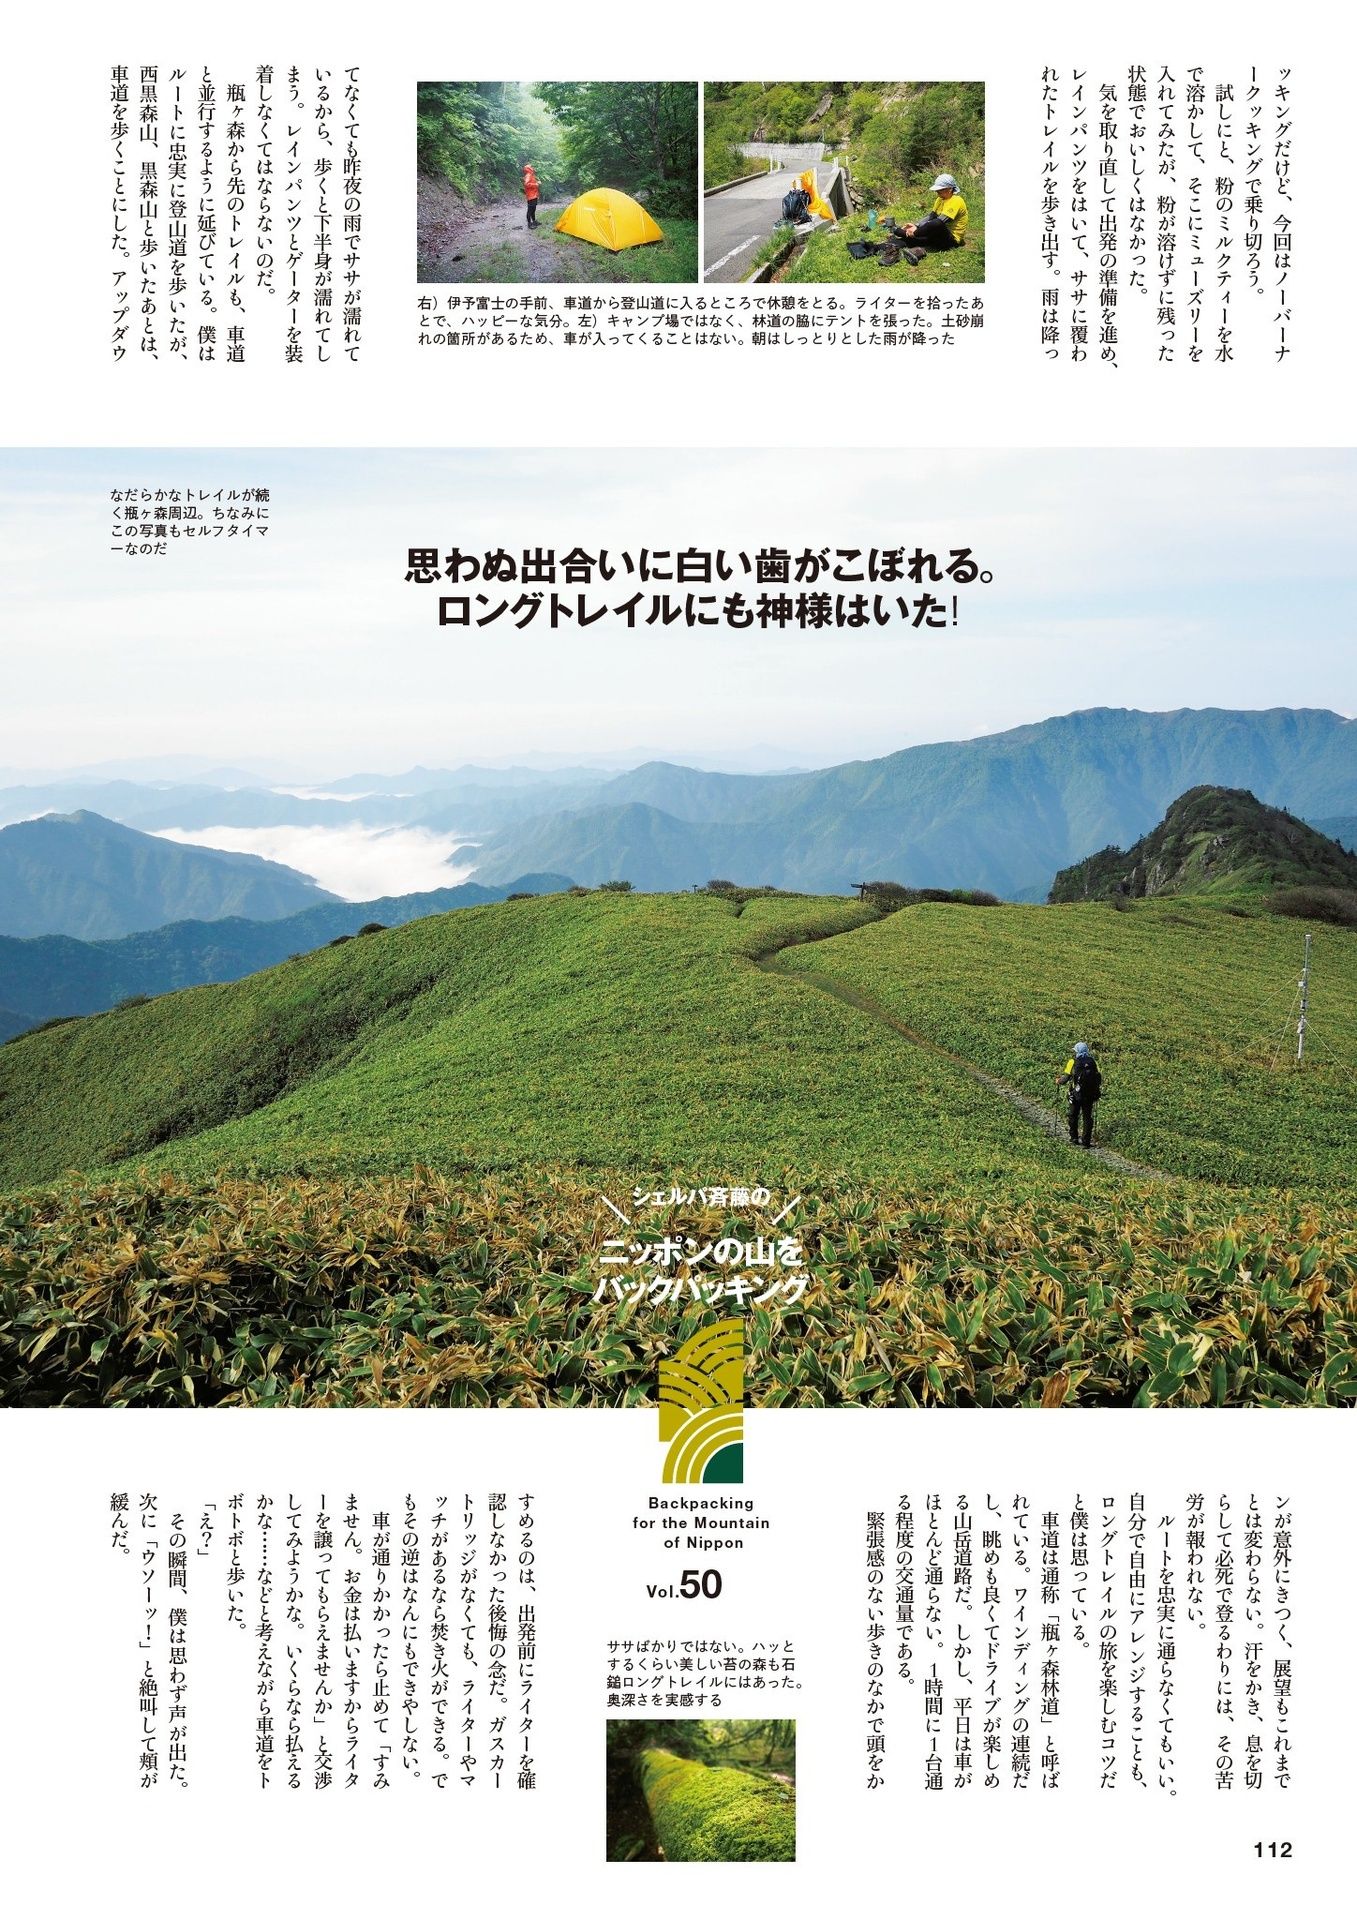 ッキングだけど、今回はノーバーナ
ークッキングで乗り切ろう。
試しにと、粉のミルクティーを水
で溶かして、そこにミューズリーを
入れてみたが、粉が溶けずに残った
状態でおいしくはなかった。
気を取り直して出発の準備を進め、
レインパンツをはいて、ササに覆わ
れたトレイルを歩き出す。雨は降っ
てなくても昨夜の雨でササが濡れて
いるから、歩くと下半身が濡れてし
まう。レインパンツとゲーターを装
着しなくてはならないのだ。
瓶ヶ森から先のトレイルも、車道
と並行するように延びている。僕は
ルートに忠実に登山道を歩いたが、
西黒森山、黒森山と歩いたあとは、
車道を歩くことにした。アップダウ
右）伊予富士の手前、車道から登山道に入るところで休憩をとる。ライターを拾ったあ
とで、ハッピーな気分。左）キャンプ場ではなく、林道の脇にテントを張った。土砂崩
れの箇所があるため、車が入ってくることはない。朝はしっとりとした雨が降った
なだらかなトレイルが続
く瓶ヶ森周辺。ちなみに
この写真もセルフタイマ
ーなのだ
思わぬ出合いに白い歯がこぼれる。
ロングトレイルにも神様はいた!
シェルパ斉藤の
ニッポンの山を
バックパッキング
Backpacking
for the Mountain
of Nippon
Vol.50
ンが意外にきつく、展望もこれまで
とは変わらない。汗をかき、息を切
らして必死で登るわりには、その苦
労が報われない。
ルートを忠実に通らなくてもいい。
自分で自由にアレンジすることも、
ロングトレイルの旅を楽しむコツだ
と僕は思っている。
車道は通称「瓶ヶ森林道」と呼ば
れている。ワインディングの連続だ
し、眺めも良くてドライブが楽しめ
る山岳道路だ。しかし、平日は車が
ほとんど通らない。1時間に1台通
る程度の交通量である。
緊張感のない歩きのなかで頭をか
すめるのは、出発前にライターを確
認しなかった後悔の念だ。ガスカー
トリッジがなくても、ライターやマ
ッチがあるなら焚き火ができる。で
もその逆はなんにもできやしない。
車が通りかかったら止めて「すみ
ません。お金は払いますからライタ
ーを譲ってもらえませんか」と交渉
してみようかな。いくらなら払える
かな……などと考えながら車道をト
ボトボと歩いた。
「え？」
その瞬間、僕は思わず声が出た。
次に「ウソーッ！」と絶叫して頬が
緩んだ。
ササばかりではない。ハッと
するくらい美しい苔の森も石
鎚ロングトレイルにはあった。
奥深さを実感する
112